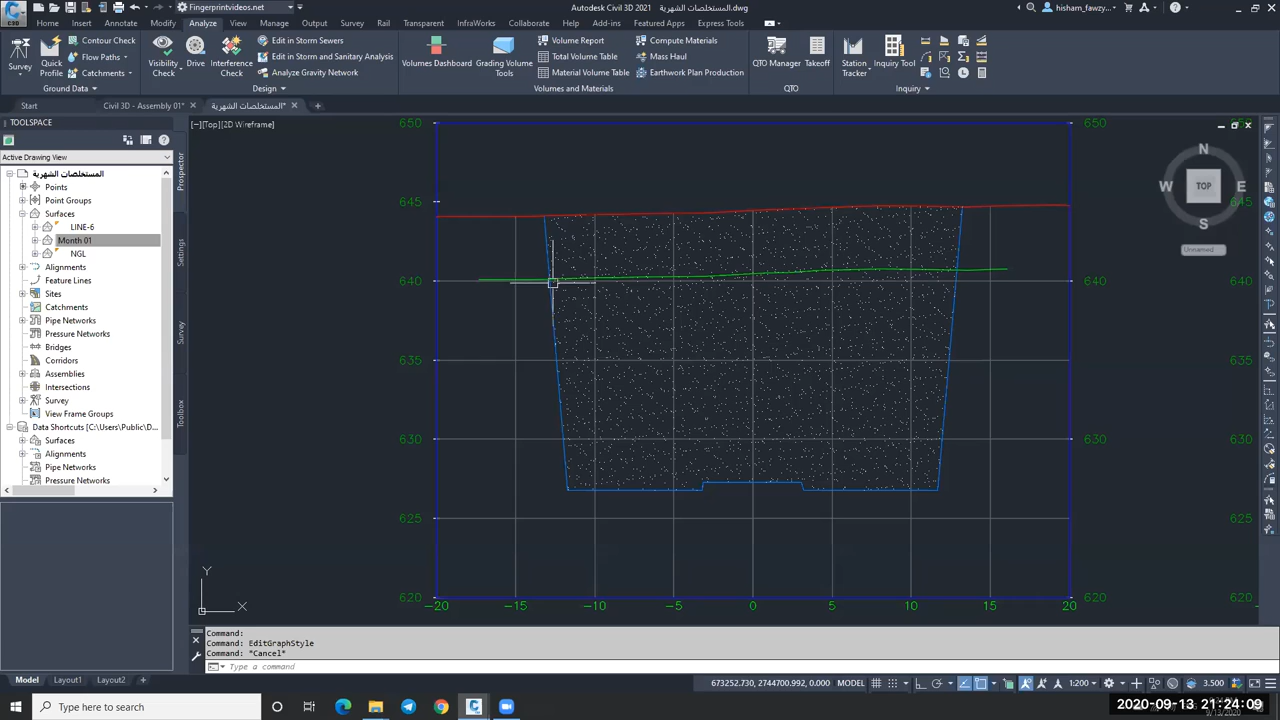 Fingerprintvideos.net
Autodesk Civil 3D 2021 المستخلصات الشهرية.dwg
hisham_fawzy...
Home
Insert
Annotate
Modify
Analyze
View
Manage
Output
Survey
Rail
Transparent
InfraWorks
Collaborate
Help
Add-ins
Featured Apps
Express Tools
Survey
Quick Profile
Contour Check
Flow Paths
Catchments
Ground Data
Visibility Check
Drive
Interference Check
Edit in Storm Sewers
Edit in Storm and Sanitary Analysis
Analyze Gravity Network
Design
Volumes Dashboard
Grading Volume Tools
Volume Report
Total Volume Table
Material Volume Table
Compute Materials
Mass Haul
Earthwork Plan Production
Volumes and Materials
QTO Manager
Takeoff
QTO
Station Tracker
Inquiry Tool
Inquiry
Start
Civil 3D - Assembly 01*
المستخلصات الشهرية*
TOOLSPACE
Active Drawing View
المستخلصات الشهرية
Points
Point Groups
Surfaces
LINE-6
Month 01
NGL
Alignments
Feature Lines
Sites
Catchments
Pipe Networks
Pressure Networks
Bridges
Corridors
Assemblies
Intersections
Survey
View Frame Groups
Data Shortcuts [C:\Users\Public\D...
Surfaces
Alignments
Pipe Networks
Pressure Networks
Prospector
Settings
Survey
Toolbox
[−][Top][2D Wireframe]
650
645
640
635
630
625
620
650
645
640
635
630
625
620
−20
−15
−10
−5
0
5
10
15
20
625
620
N
W
TOP
E
S
Unnamed
Y
X
Command:
Command: EditGraphStyle
Command: *Cancel*
Type a command
Model
Layout1
Layout2
673252.730, 2744700.992, 0.000
MODEL
1:200
3.500
Type here to search
2020-09-13 21:24:09